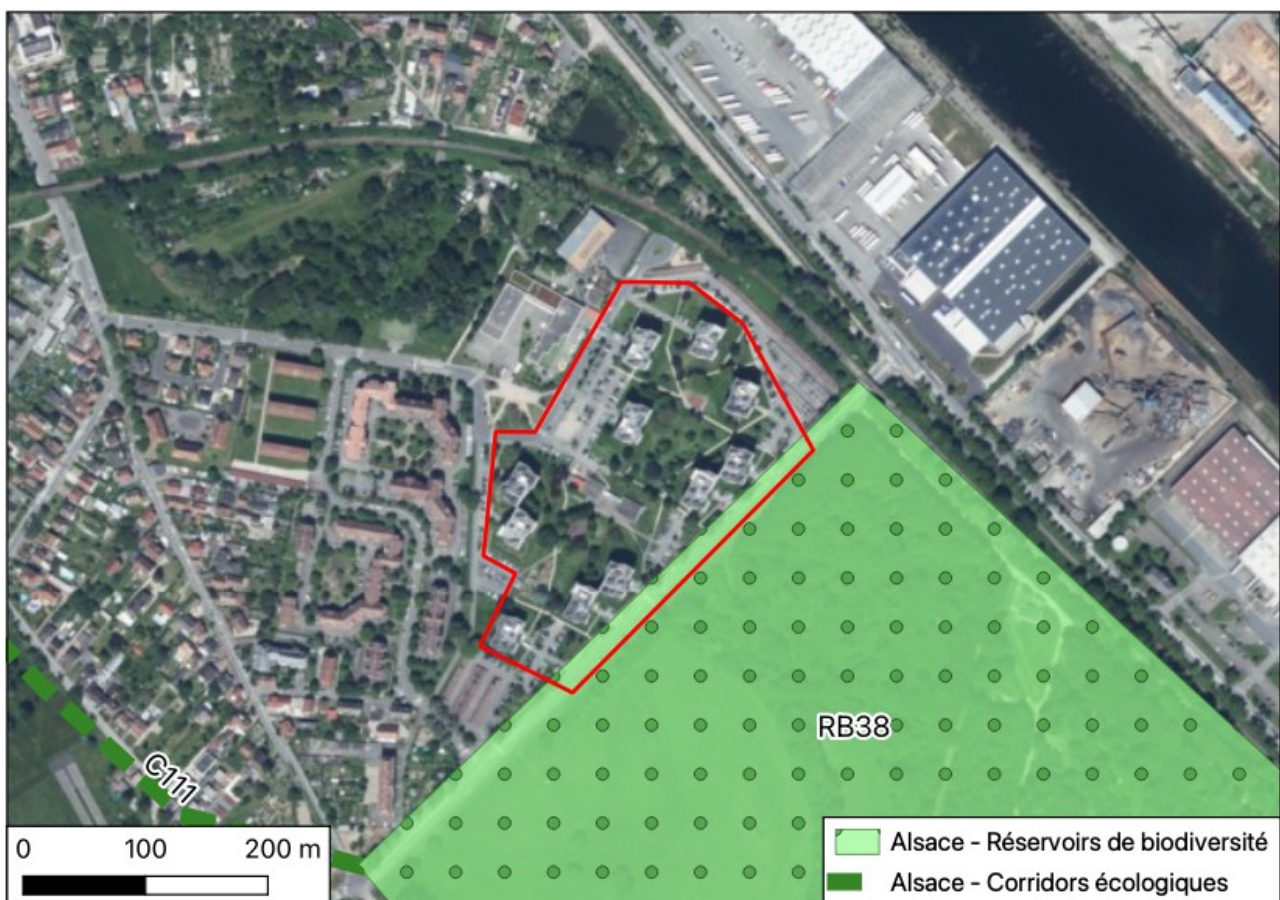 RB38
C111
0 100 200 m
Alsace - Réservoirs de biodiversité
Alsace - Corridors écologiques